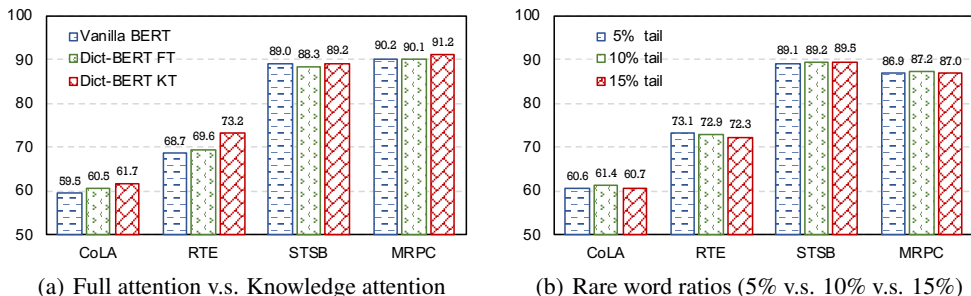 100
90
80
70
60
50
Vanilla BERT
Dict-BERT FT
Dict-BERT KT
59.5 60.5 61.7
68.7 69.6 73.2
89.0 88.3 89.2
90.2 90.1 91.2
CoLA RTE STSB MRPC
(a) Full attention v.s. Knowledge attention
100
90
80
70
60
50
5% tail
10% tail
15% tail
60.6 61.4 60.7
73.1 72.9 72.3
89.1 89.2 89.5
86.9 87.2 87.0
CoLA RTE STSB MRPC
(b) Rare word ratios (5% v.s. 10% v.s. 15%)